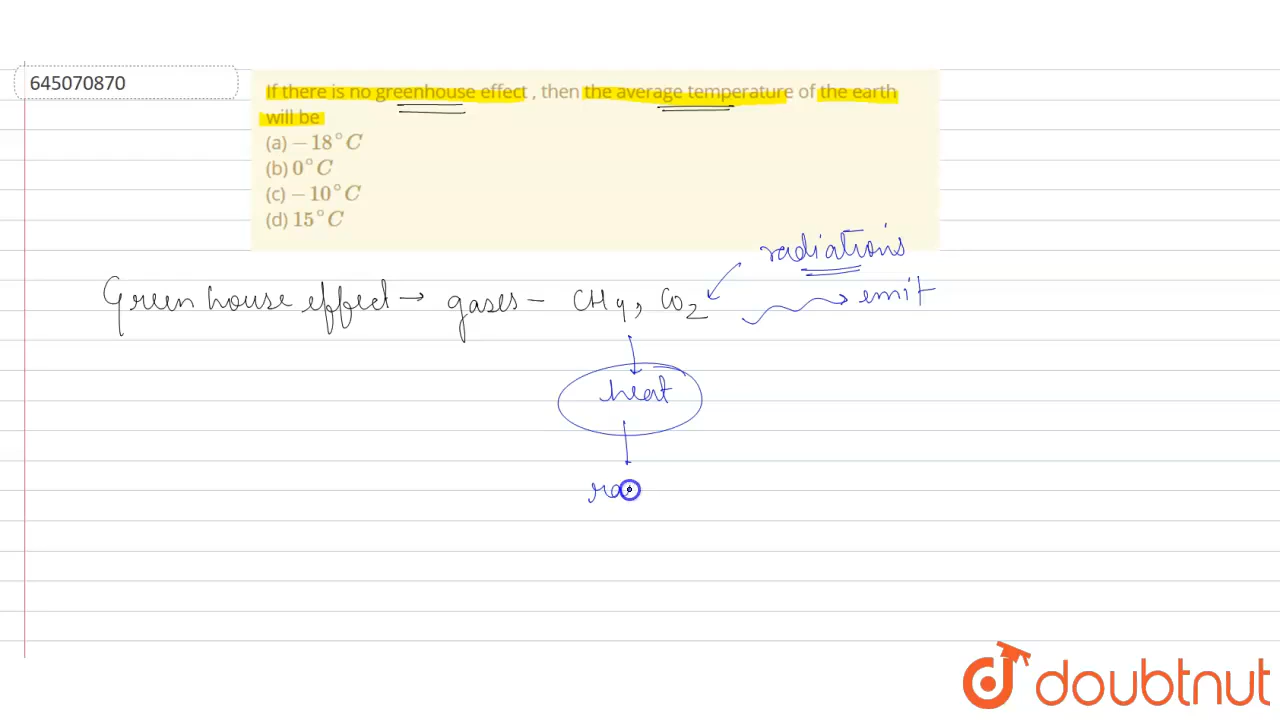 645070870
If there is no greenhouse effect , then the average temperature of the earth
will be
(a) −18°C
(b) 0°C
(c) −10°C
(d) 15°C
radiations
Green house effect → gases – CH4, CO2
emit
heat
ra
doubtnut